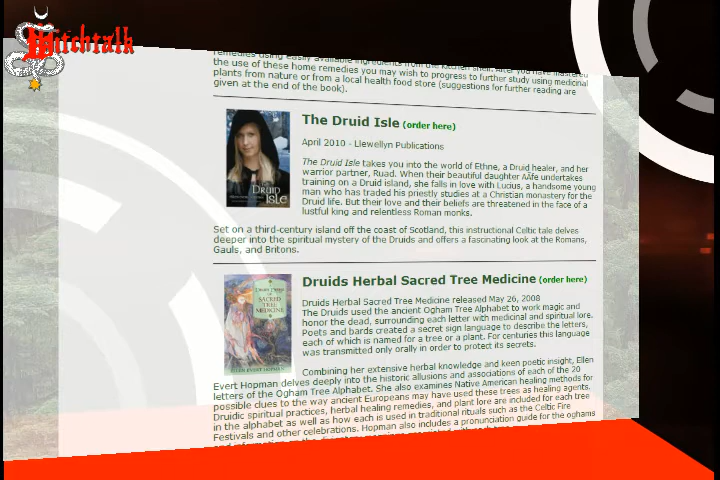 Witchtalk
remedies using easily available ingredients from the kitchen shelf. After you have mastered
the use of these home remedies you may wish to progress to further study using medicinal
plants from nature or from a local health food store (suggestions for further reading are
given at the end of the book).
The Druid Isle (order here)
April 2010 - Llewellyn Publications
The Druid Isle takes you into the world of Ethne, a Druid healer, and her
warrior partner, Ruad. When their beautiful daughter Aífe undertakes
training on a Druid island, she falls in love with Lucius, a handsome young
man who has traded his priestly studies at a Christian monastery for the
Druid life. But their love and their beliefs are threatened in the face of a
lustful king and relentless Roman monks.
DRUID
ISLE
Set on a third-century island off the coast of Scotland, this instructional Celtic tale delves
deeper into the spiritual mystery of the Druids and offers a fascinating look at the Romans,
Gauls, and Britons.
Druids Herbal Sacred Tree Medicine (order here)
Druids Herbal Sacred Tree Medicine released May 26, 2008
The Druids used the ancient Ogham Tree Alphabet to work magic and
honor the dead, surrounding each letter with medicinal and spiritual lore.
Poets and bards created a secret sign language to describe the letters,
each of which is named for a tree or a plant. For centuries this language
was transmitted only orally in order to protect its secrets.
SACRED
TREE
MEDICINE
ELLEN EVERT HOPMAN
Combining her extensive herbal knowledge and keen poetic insight, Ellen
Evert Hopman delves deeply into the historic allusions and associations of each of the 20
letters of the Ogham Tree Alphabet. She also examines Native American healing methods for
possible clues to the way ancient Europeans may have used these trees as healing agents.
Druidic spiritual practices, herbal healing remedies, and plant lore are included for each tree
in the alphabet as well as how each is used in traditional rituals such as the Celtic Fire
Festivals and other celebrations. Hopman also includes a pronunciation guide for the oghams